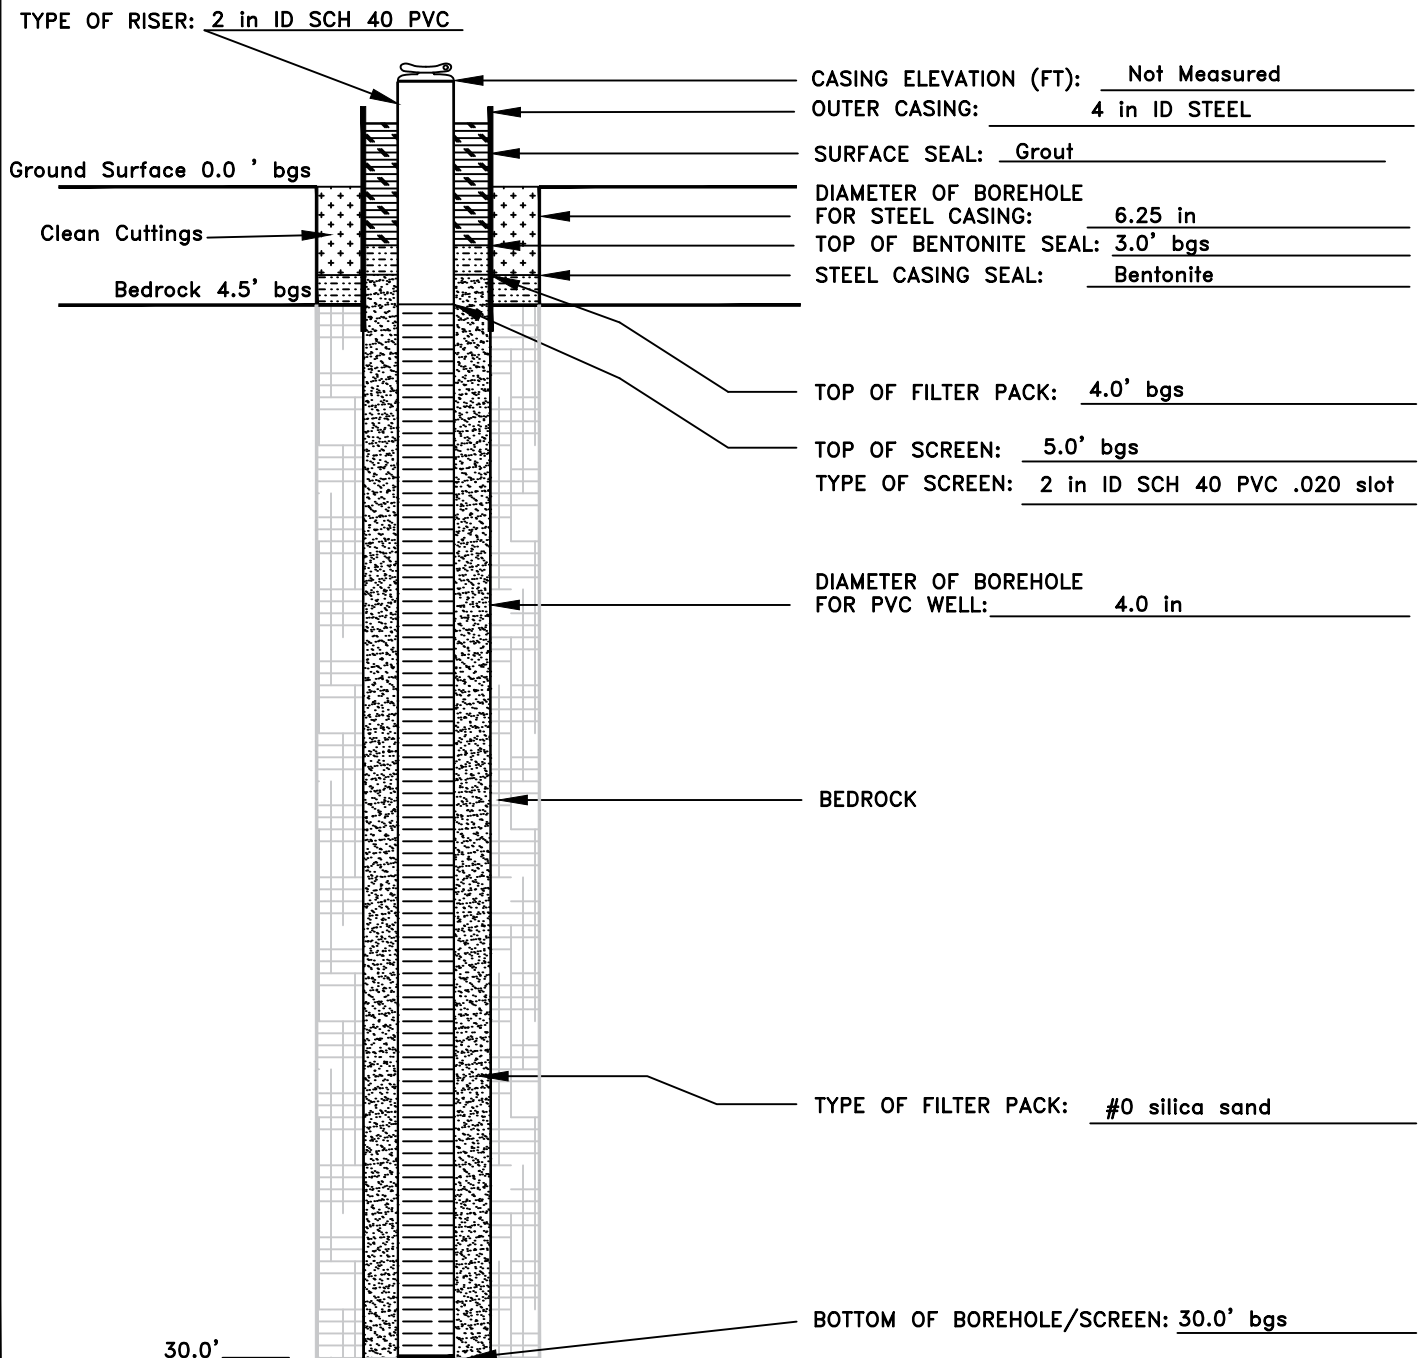 TYPE OF RISER: 2 in ID SCH 40 PVC
CASING ELEVATION (FT): Not Measured
OUTER CASING: 4 in ID STEEL
SURFACE SEAL: Grout
Ground Surface 0.0 ' bgs
DIAMETER OF BOREHOLE
FOR STEEL CASING: 6.25 in
Clean Cuttings
TOP OF BENTONITE SEAL: 3.0' bgs
STEEL CASING SEAL: Bentonite
Bedrock 4.5' bgs
TOP OF FILTER PACK: 4.0' bgs
TOP OF SCREEN: 5.0' bgs
TYPE OF SCREEN: 2 in ID SCH 40 PVC .020 slot
DIAMETER OF BOREHOLE
FOR PVC WELL: 4.0 in
BEDROCK
TYPE OF FILTER PACK: #0 silica sand
BOTTOM OF BOREHOLE/SCREEN: 30.0' bgs
30.0'